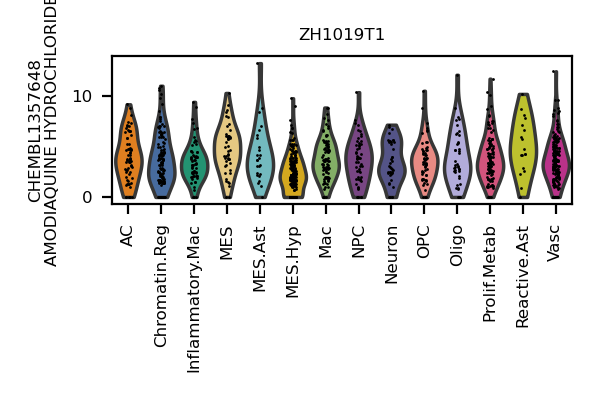 ZH1019T1
CHEMBL1357648
AMODIAQUINE HYDROCHLORIDE
10
0
AC
Chromatin.Reg
Inflammatory.Mac
MES
MES.Ast
MES.Hyp
Mac
NPC
Neuron
OPC
Oligo
Prolif.Metab
Reactive.Ast
Vasc